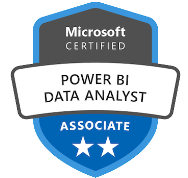 Microsoft
CERTIFIED
POWER BI
DATA ANALYST
ASSOCIATE